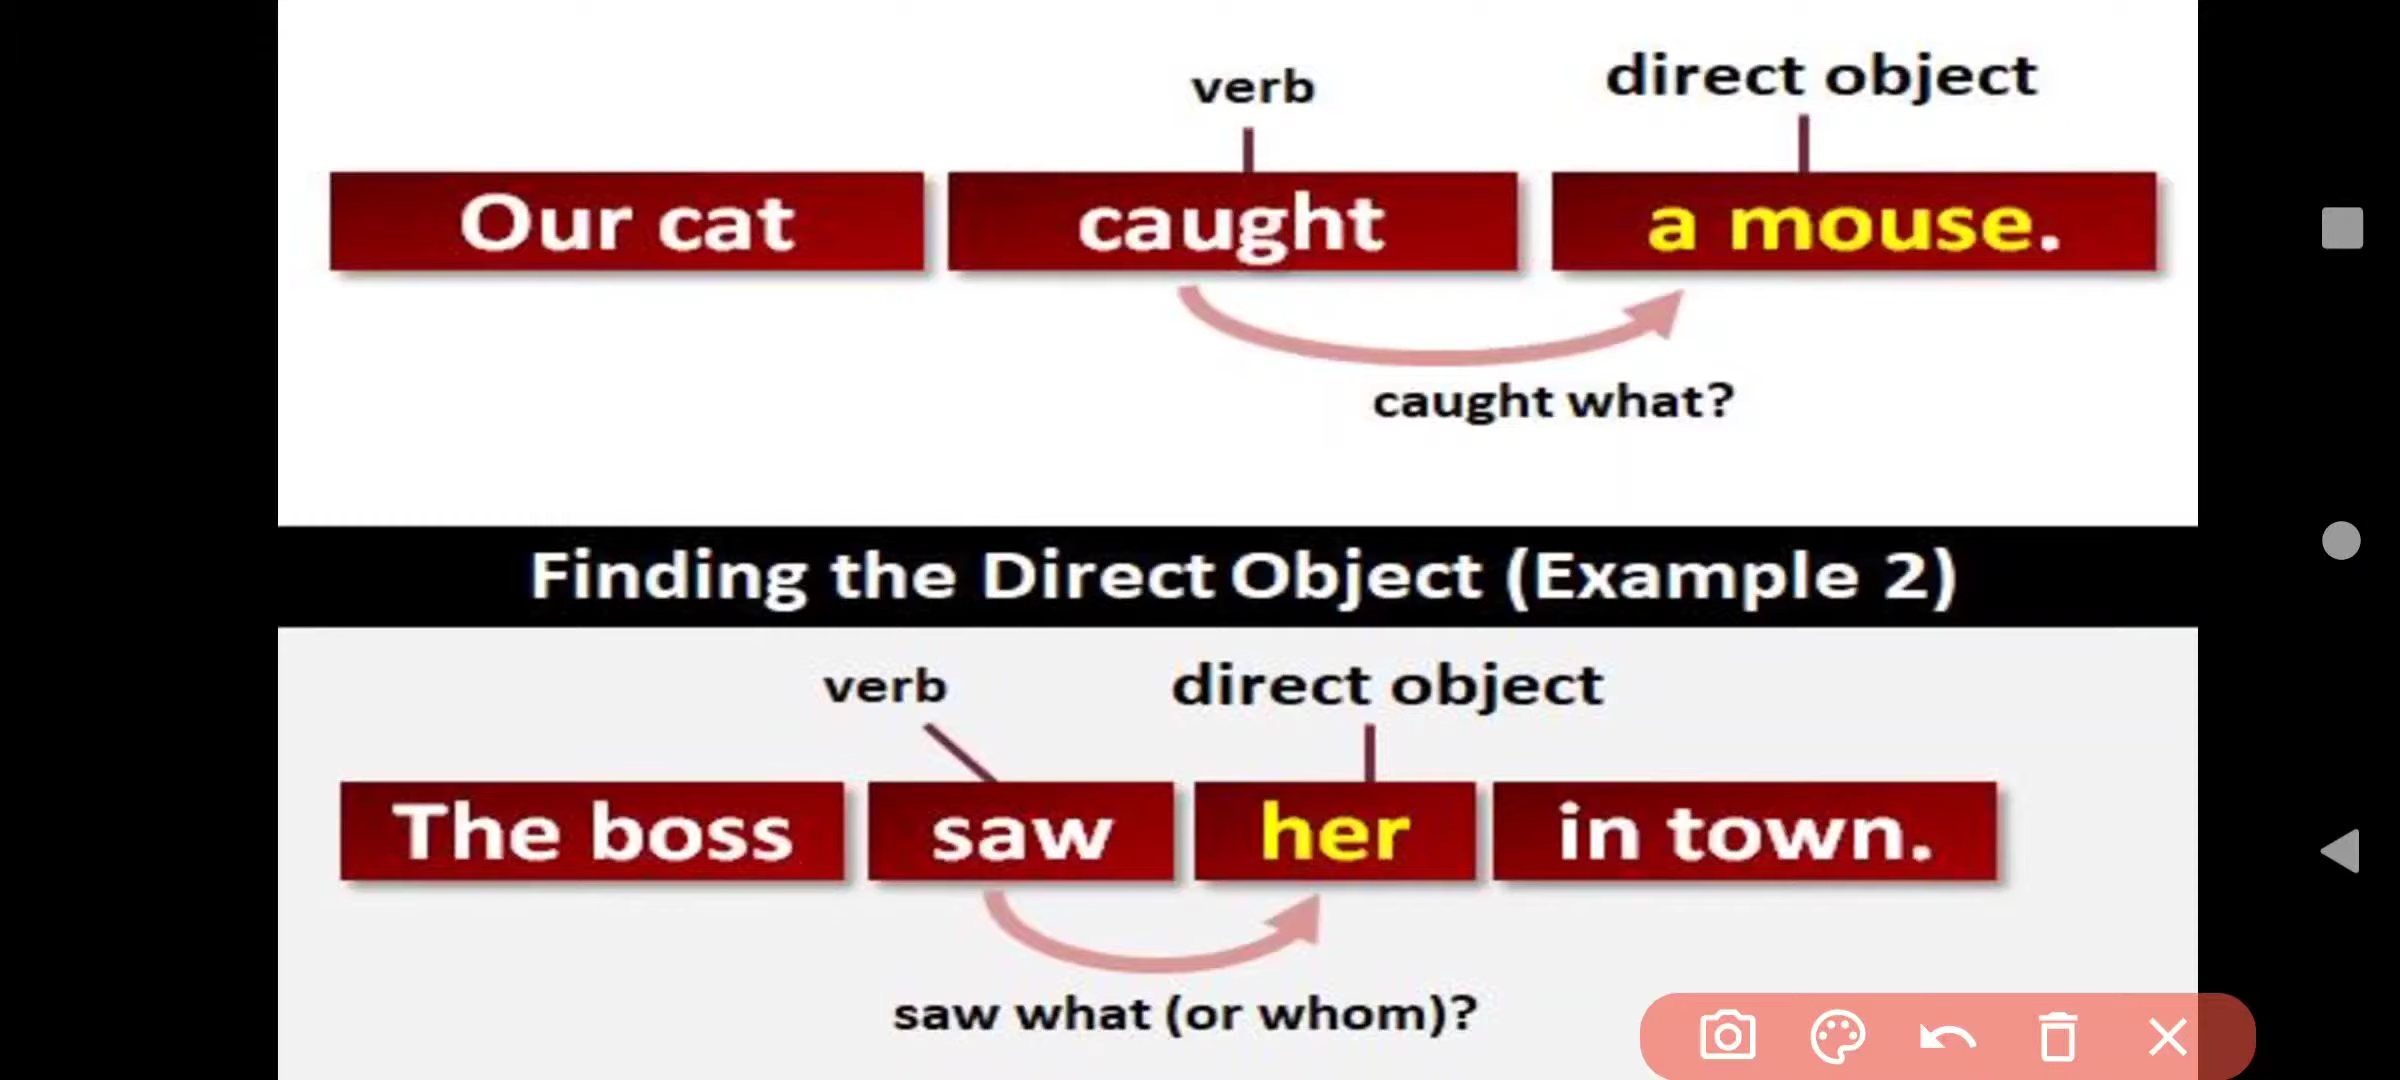 verb direct object
Our cat caught a mouse.
caught what?
Finding the Direct Object (Example 2)
verb direct object
The boss saw her in town.
saw what (or whom)?